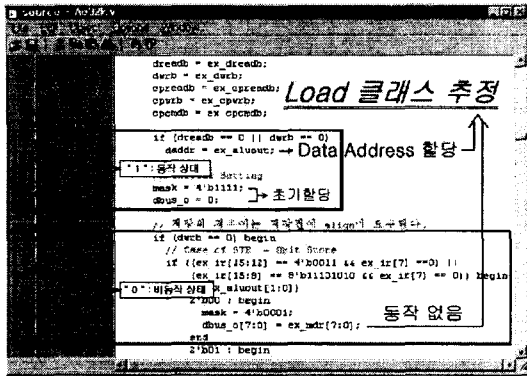 source - Ae32k.v
dreadb = ex_dreadb;
dwrb = ex_dwrb;
cpreadb = ex_cpreadb;
cpwrb = ex_cpwrb;
cpcmdb = ex cpcmdb;
Load 클래스 추정
if (dreadb == 0 || dwrb == 0)
daddr = ex_aluout; → Data Address 할당
"1" : 동작 상태
Setting
mask = 4'b1111;
dbus_o = 0;
초기할당
if (dwrb == 0) begin
// Case of STB - 8bit Store
if ((ex_ir[15:12] == 4'b0011 && ex_ir[7] ==0) ||
(ex_ir[15:8] == 8'b11101010 && ex_ir[7] == 0)) begin
"0" : 비동작 상태
x_aluout[1:0])
2'b00 : begin
mask = 4'b0001;
dbus_o[7:0] = ex_mdr[7:0];
동작 없음
end
2'b01 : begin